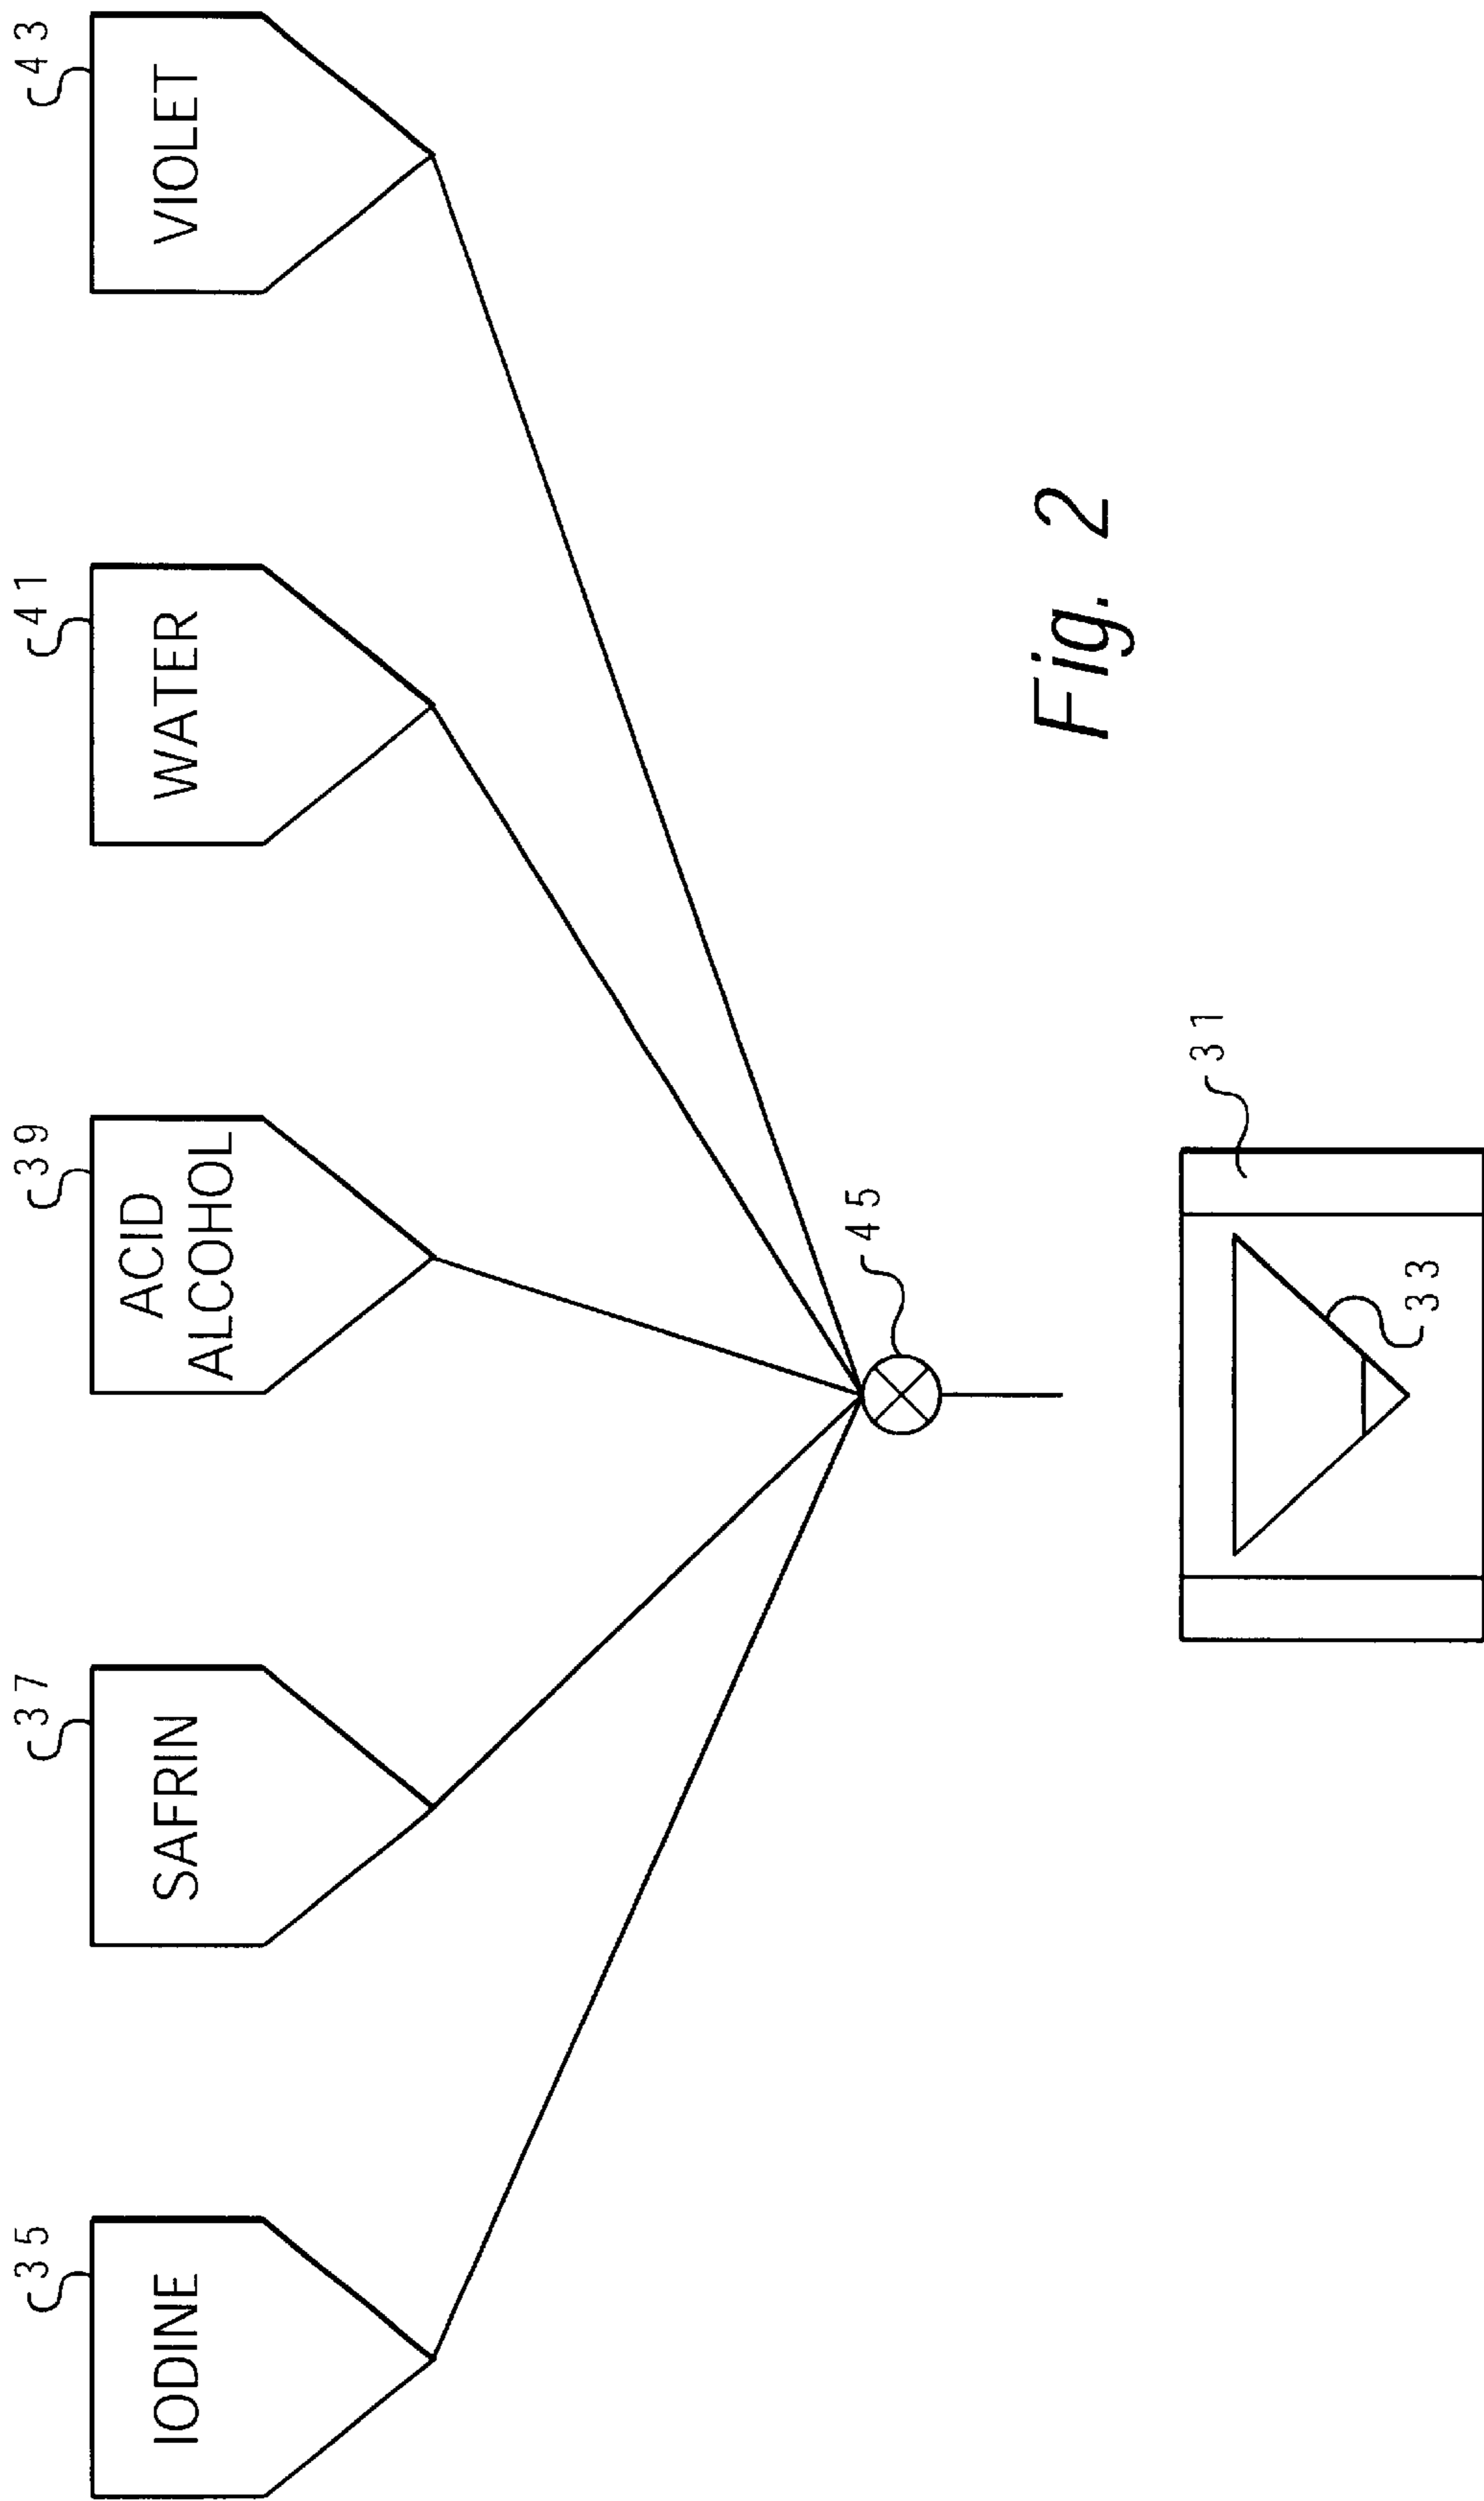 35
37
39
41
43
IODINE
SAFRIN
ACID
ALCOHOL
WATER
VIOLET
45
Fig. 2
31
33